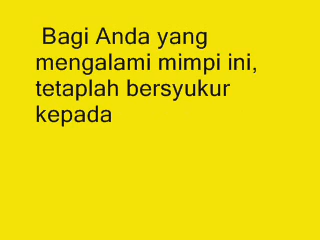 Bagi Anda yang
mengalami mimpi ini,
tetaplah bersyukur
kepada